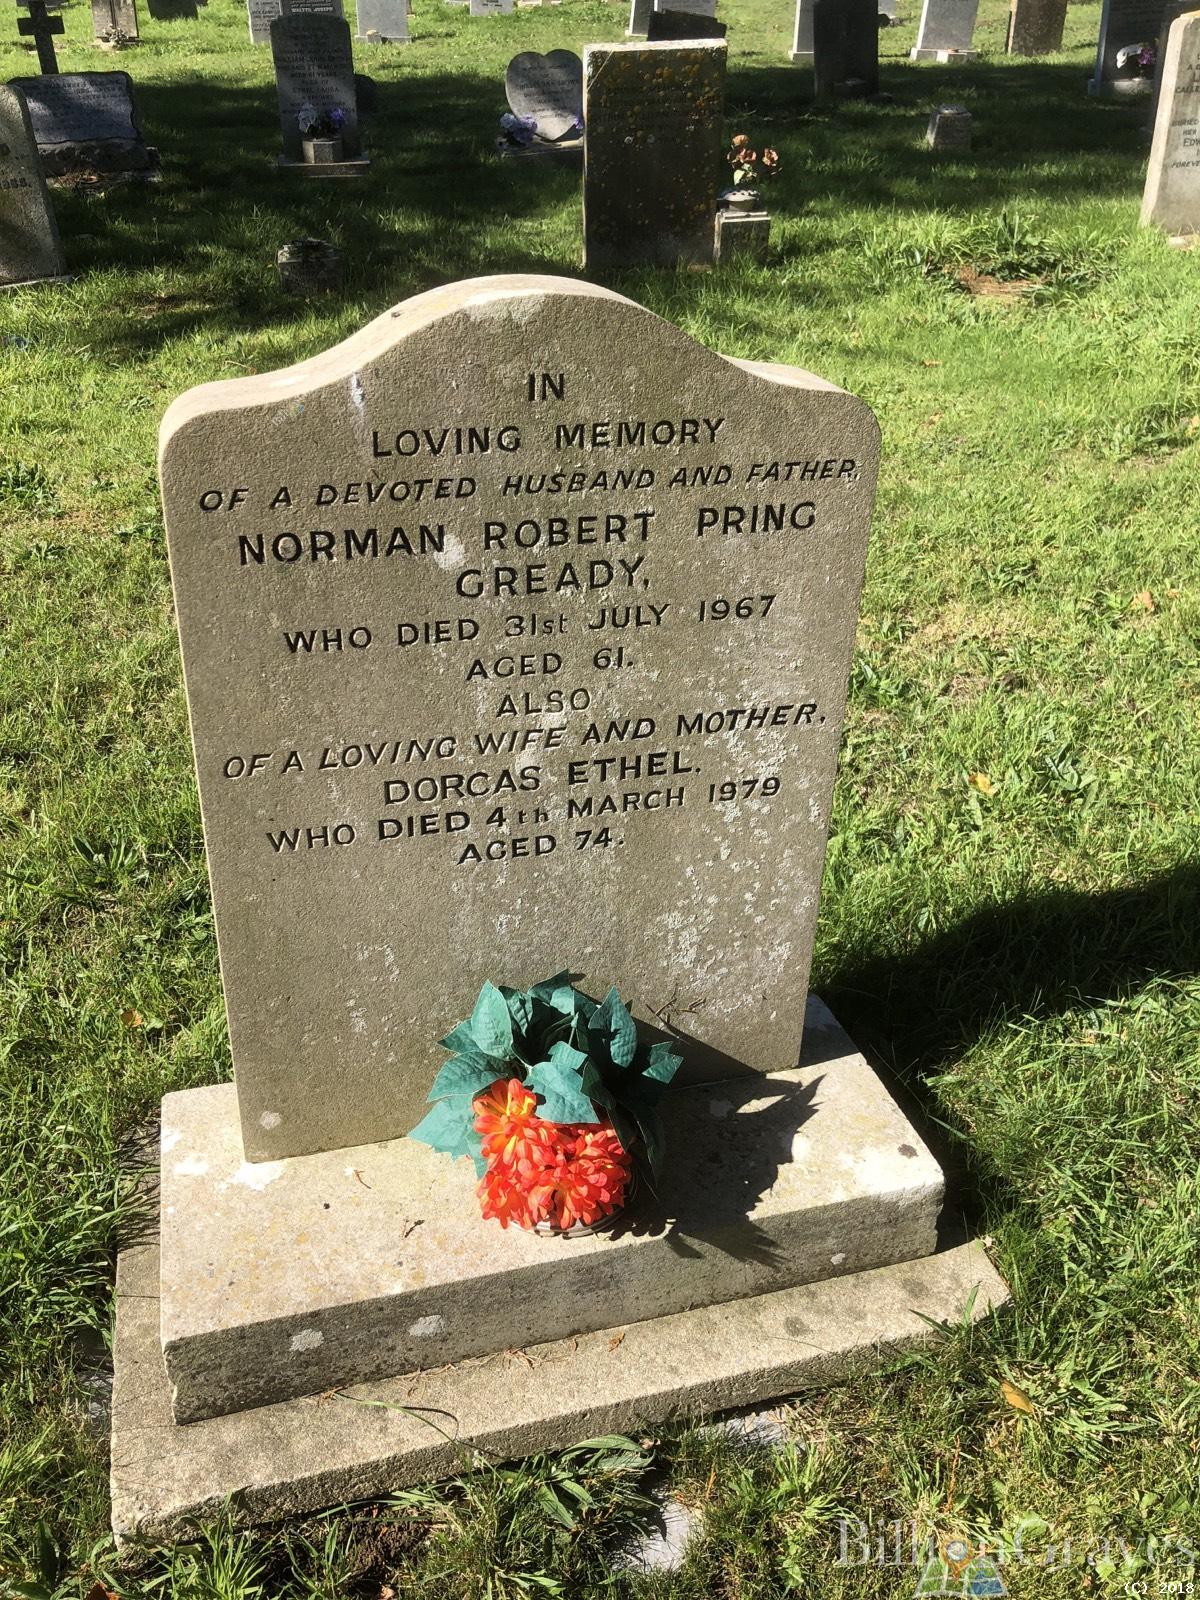 IN
LOVING MEMORY
OF A DEVOTED HUSBAND AND FATHER,
NORMAN ROBERT PRING
GREADY,
WHO DIED 31st JULY 1967
AGED 61.
ALSO
OF A LOVING WIFE AND MOTHER,
DORCAS ETHEL,
WHO DIED 4th MARCH 1979
AGED 74.
BillionGraves
(C) 2018